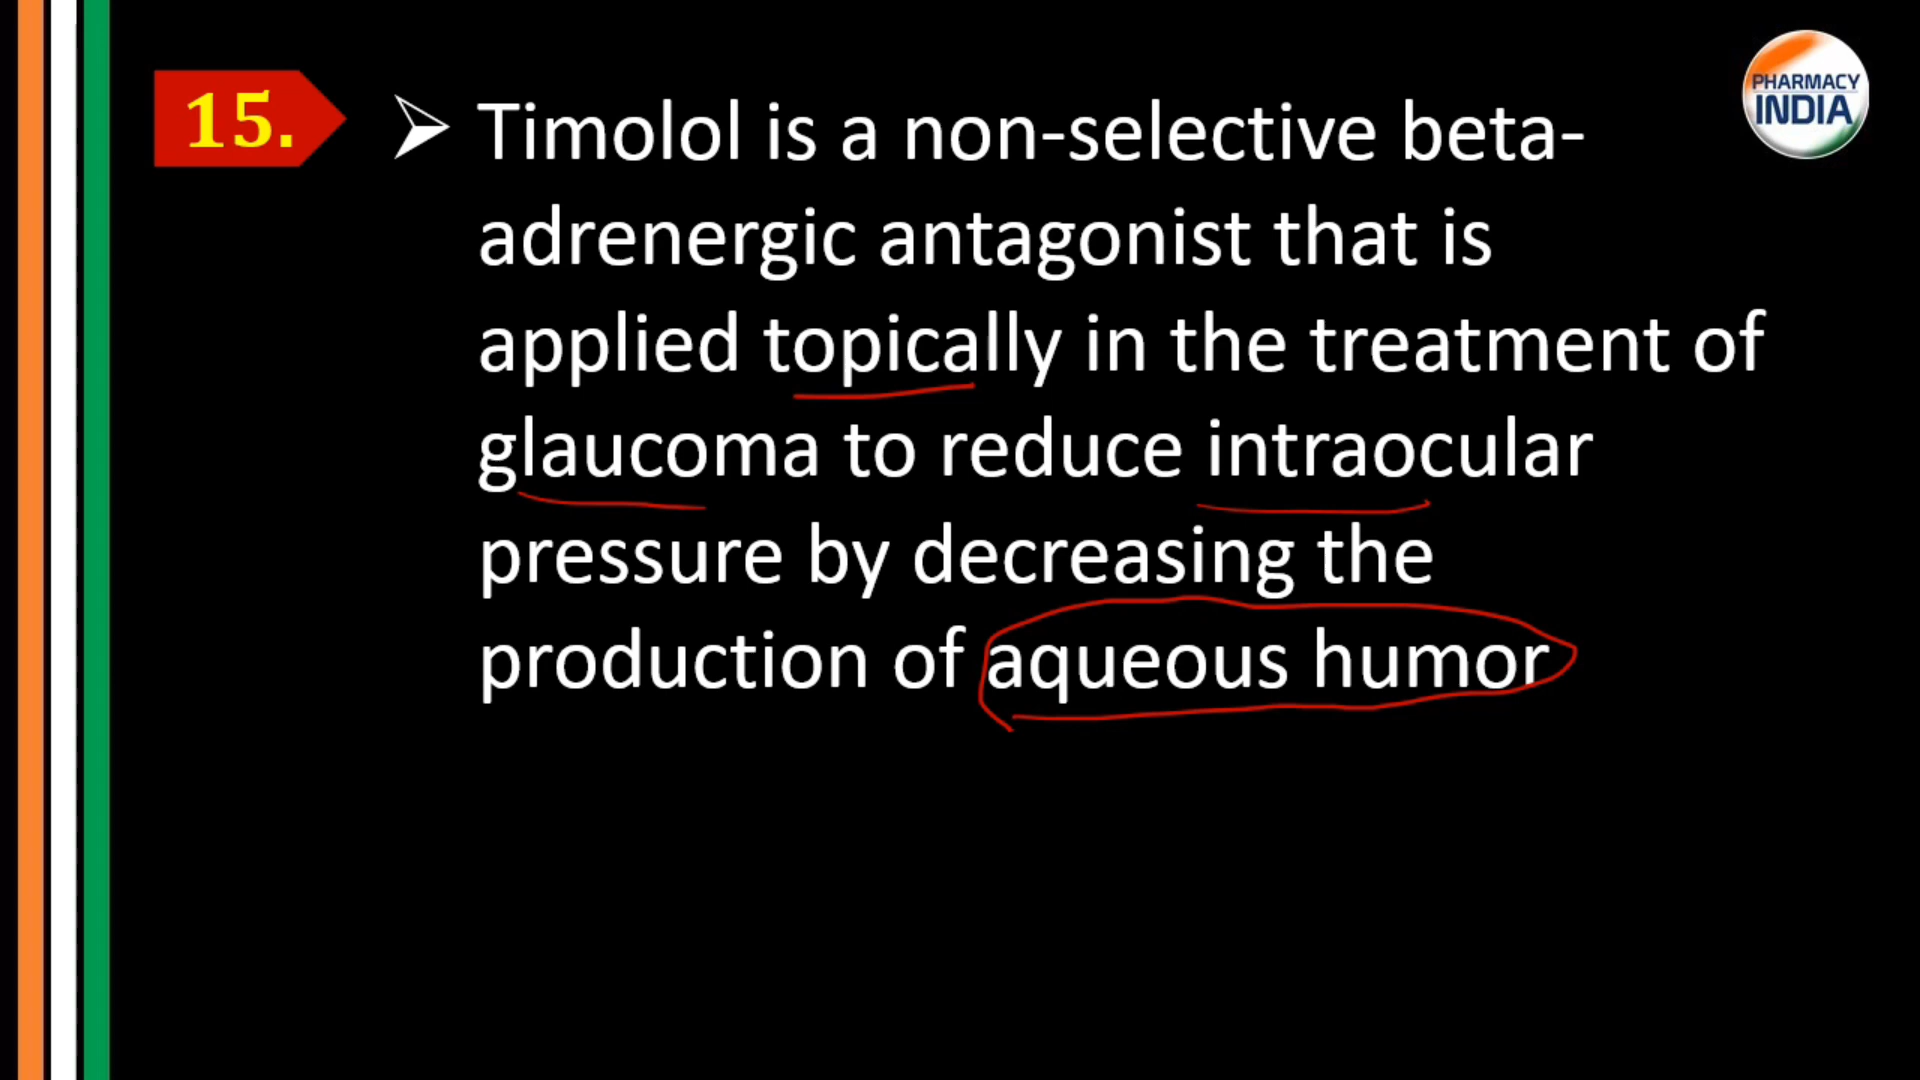 15.
➢ Timolol is a non-selective beta-
adrenergic antagonist that is
applied topically in the treatment of
glaucoma to reduce intraocular
pressure by decreasing the
production of aqueous humor
PHARMACY
INDIA